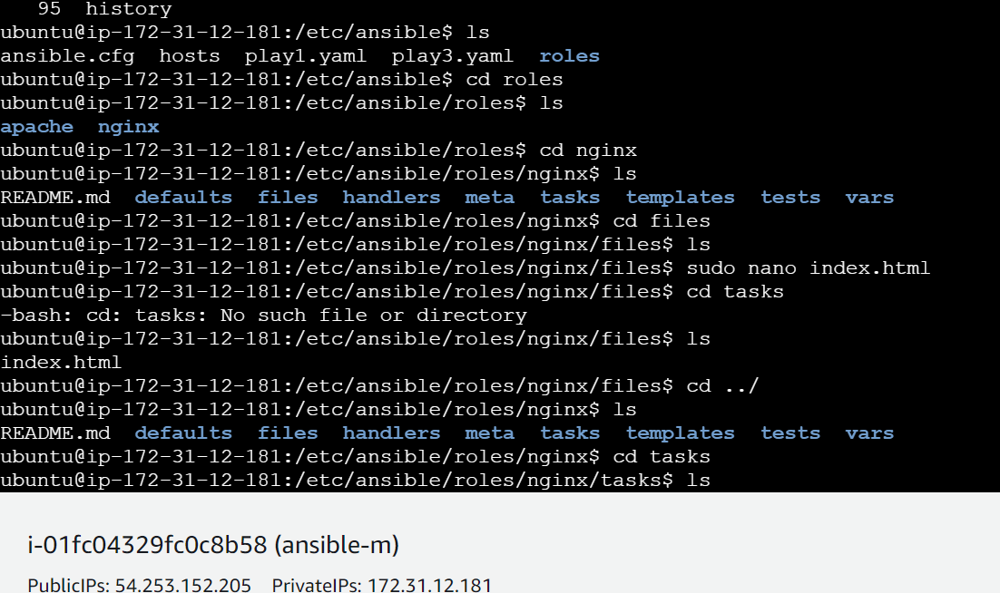 95  history
ubuntu@ip-172-31-12-181:/etc/ansible$ ls
ansible.cfg  hosts  play1.yaml  play3.yaml  roles
ubuntu@ip-172-31-12-181:/etc/ansible$ cd roles
ubuntu@ip-172-31-12-181:/etc/ansible/roles$ ls
apache  nginx
ubuntu@ip-172-31-12-181:/etc/ansible/roles$ cd nginx
ubuntu@ip-172-31-12-181:/etc/ansible/roles/nginx$ ls
README.md  defaults  files  handlers  meta  tasks  templates  tests  vars
ubuntu@ip-172-31-12-181:/etc/ansible/roles/nginx$ cd files
ubuntu@ip-172-31-12-181:/etc/ansible/roles/nginx/files$ ls
ubuntu@ip-172-31-12-181:/etc/ansible/roles/nginx/files$ sudo nano index.html
ubuntu@ip-172-31-12-181:/etc/ansible/roles/nginx/files$ cd tasks
-bash: cd: tasks: No such file or directory
ubuntu@ip-172-31-12-181:/etc/ansible/roles/nginx/files$ ls
index.html
ubuntu@ip-172-31-12-181:/etc/ansible/roles/nginx/files$ cd ../
ubuntu@ip-172-31-12-181:/etc/ansible/roles/nginx$ ls
README.md  defaults  files  handlers  meta  tasks  templates  tests  vars
ubuntu@ip-172-31-12-181:/etc/ansible/roles/nginx$ cd tasks
ubuntu@ip-172-31-12-181:/etc/ansible/roles/nginx/tasks$ ls
i-01fc04329fc0c8b58 (ansible-m)
PublicIPs: 54.253.152.205  PrivateIPs: 172.31.12.181